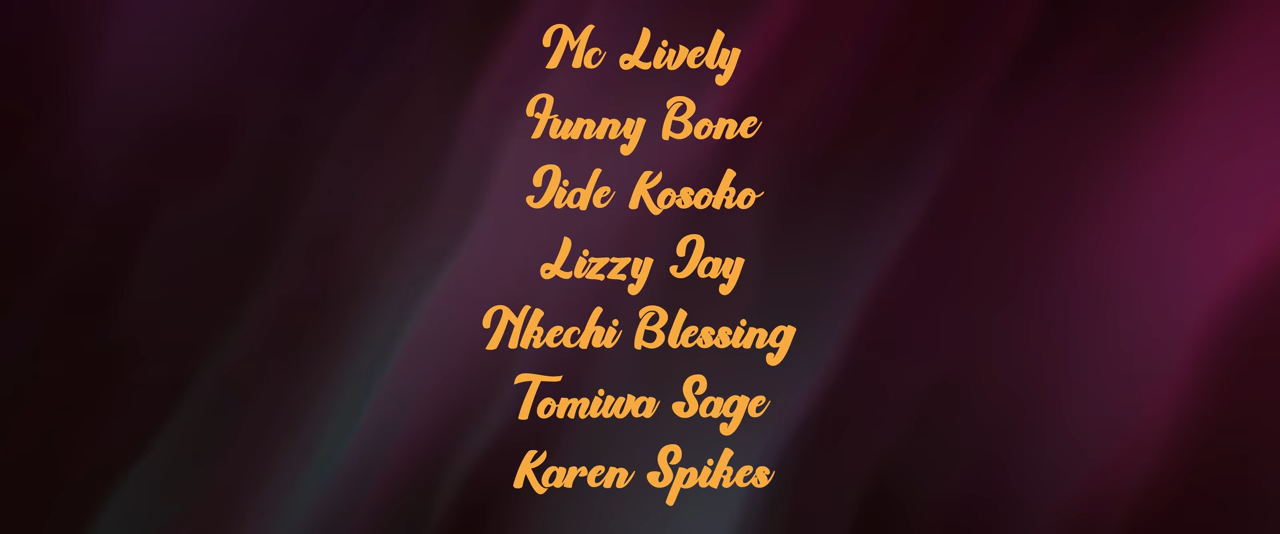 Mc Lively
Funny Bone
Jide Kosoko
Lizzy Jay
Nkechi Blessing
Tomiwa Sage
Karen Spikes